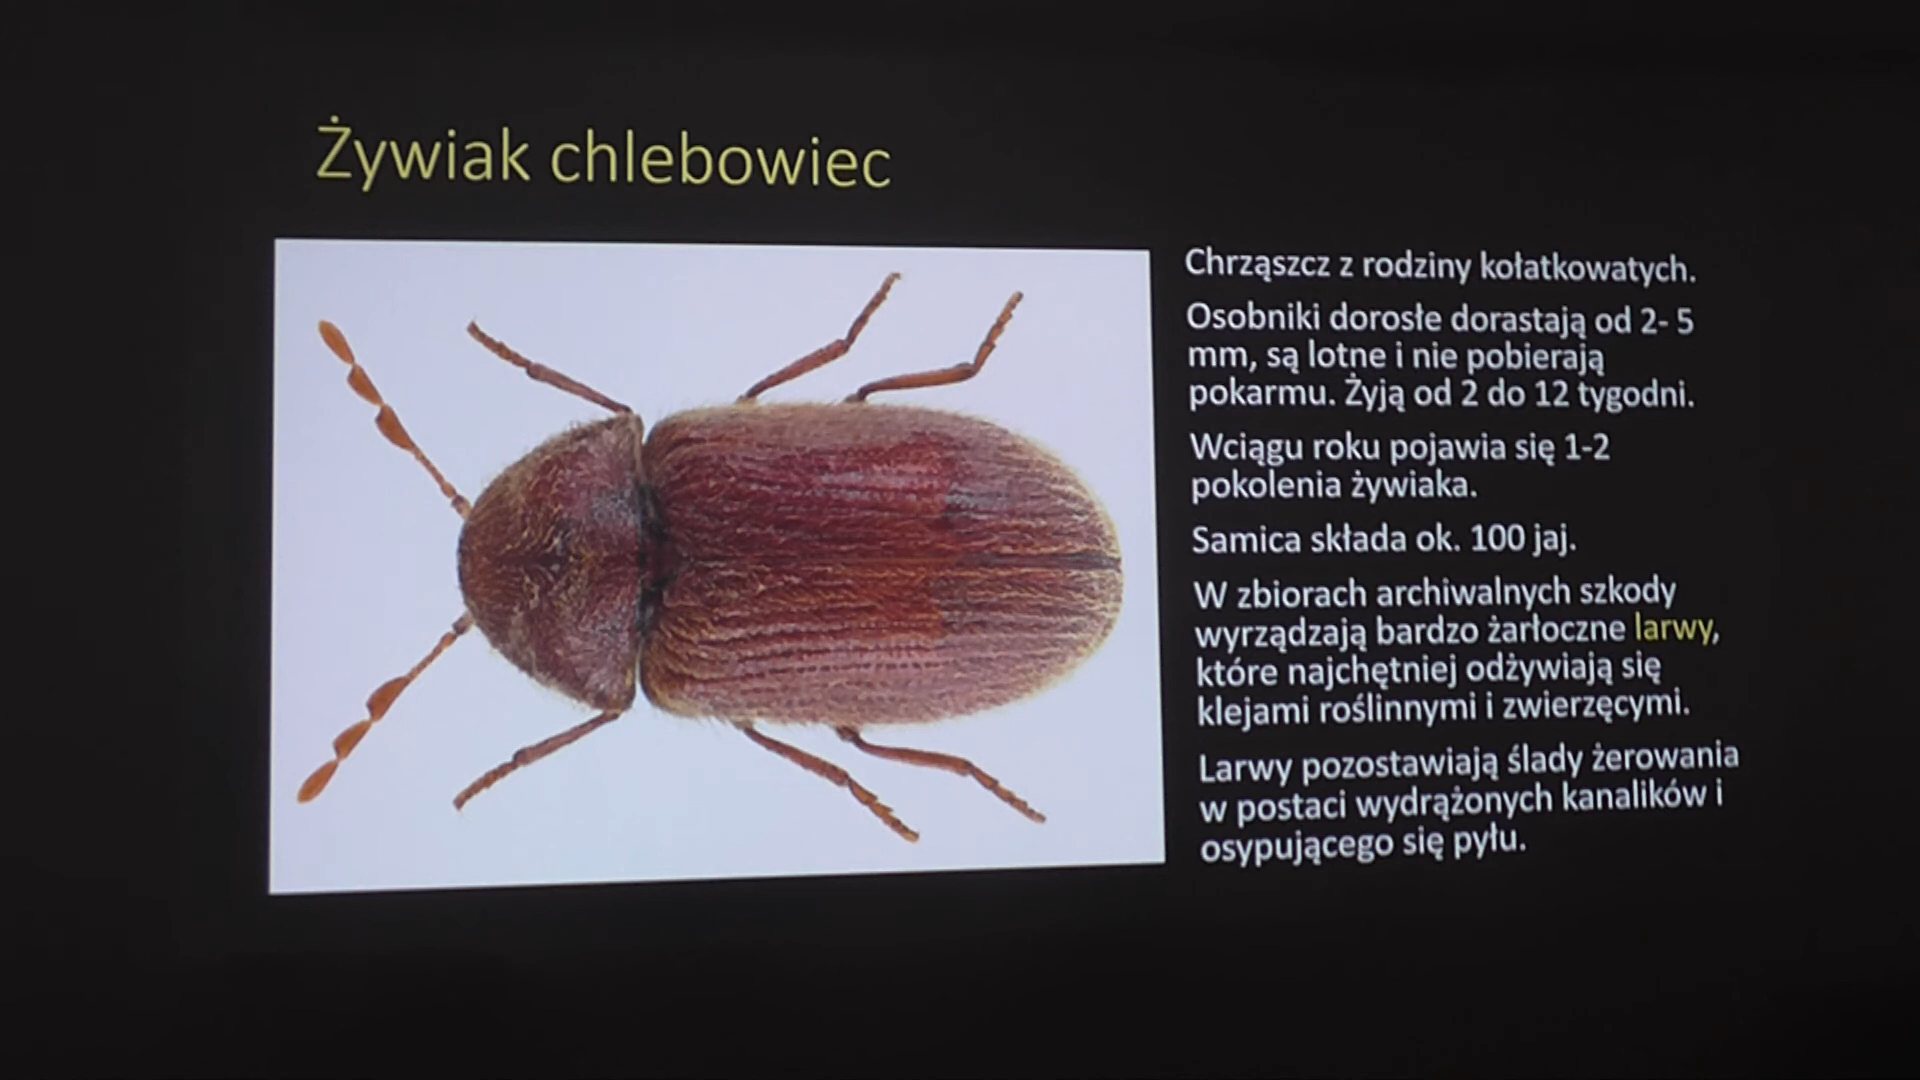 Żywiak chlebowiec
Chrząszcz z rodziny kołatkowatych.
Osobniki dorosłe dorastają od 2- 5
mm, są lotne i nie pobierają
pokarmu. Żyją od 2 do 12 tygodni.
Wciągu roku pojawia się 1-2
pokolenia żywiaka.
Samica składa ok. 100 jaj.
W zbiorach archiwalnych szkody
wyrządzają bardzo żarłoczne larwy,
które najchętniej odżywiają się
klejami roślinnymi i zwierzęcymi.
Larwy pozostawiają ślady żerowania
w postaci wydrążonych kanalików i
osypującego się pyłu.